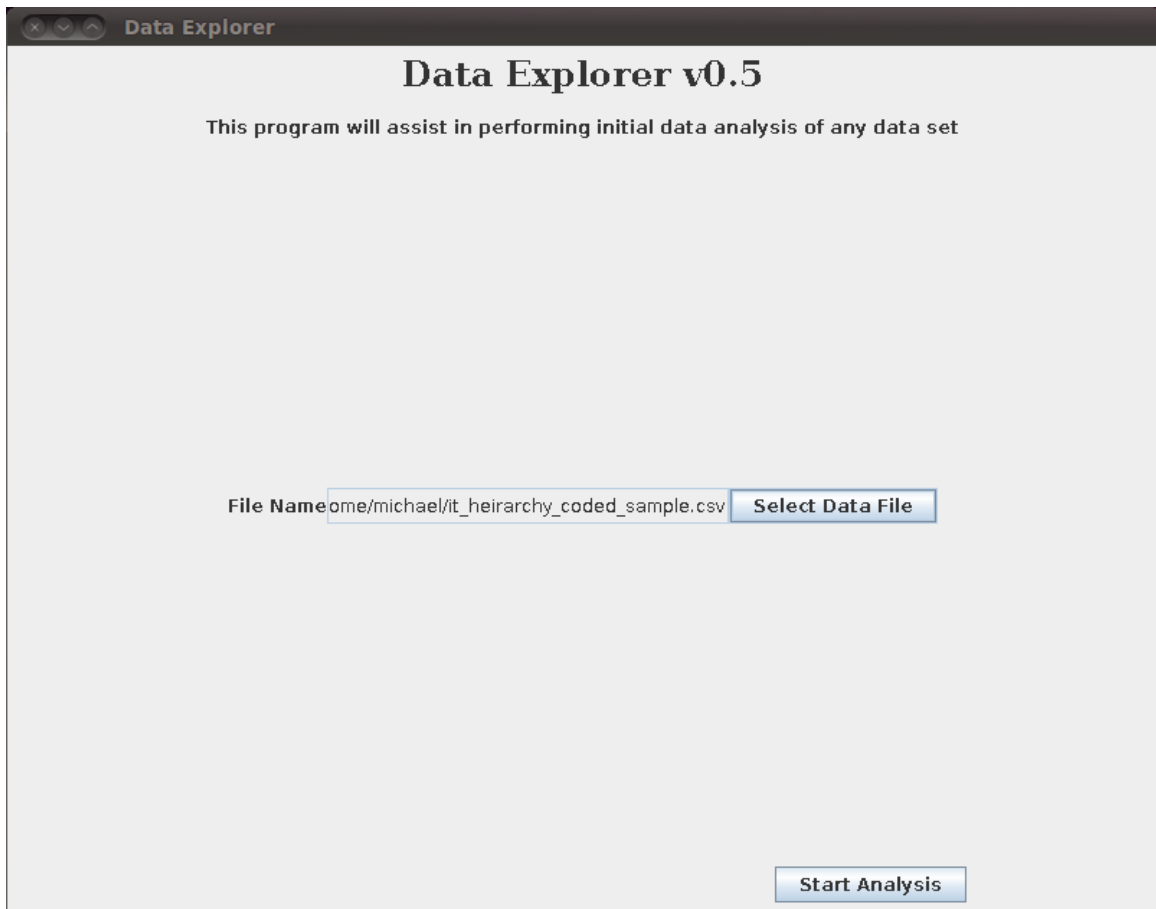 Data Explorer
Data Explorer v0.5
This program will assist in performing initial data analysis of any data set
File Name ome/michael/it_heirarchy_coded_sample.csv Select Data File
Start Analysis